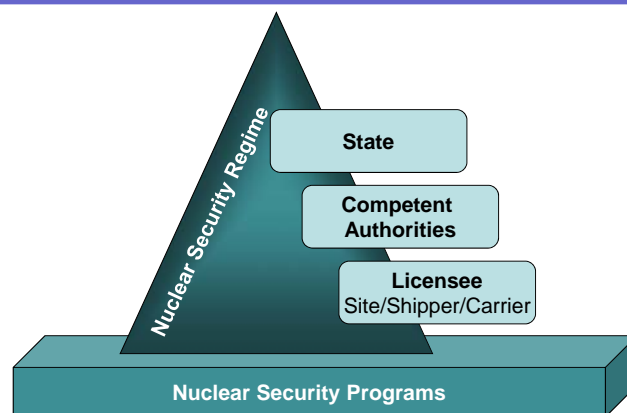 Nuclear Security Regime
State
Competent
Authorities
Licensee
Site/Shipper/Carrier
Nuclear Security Programs